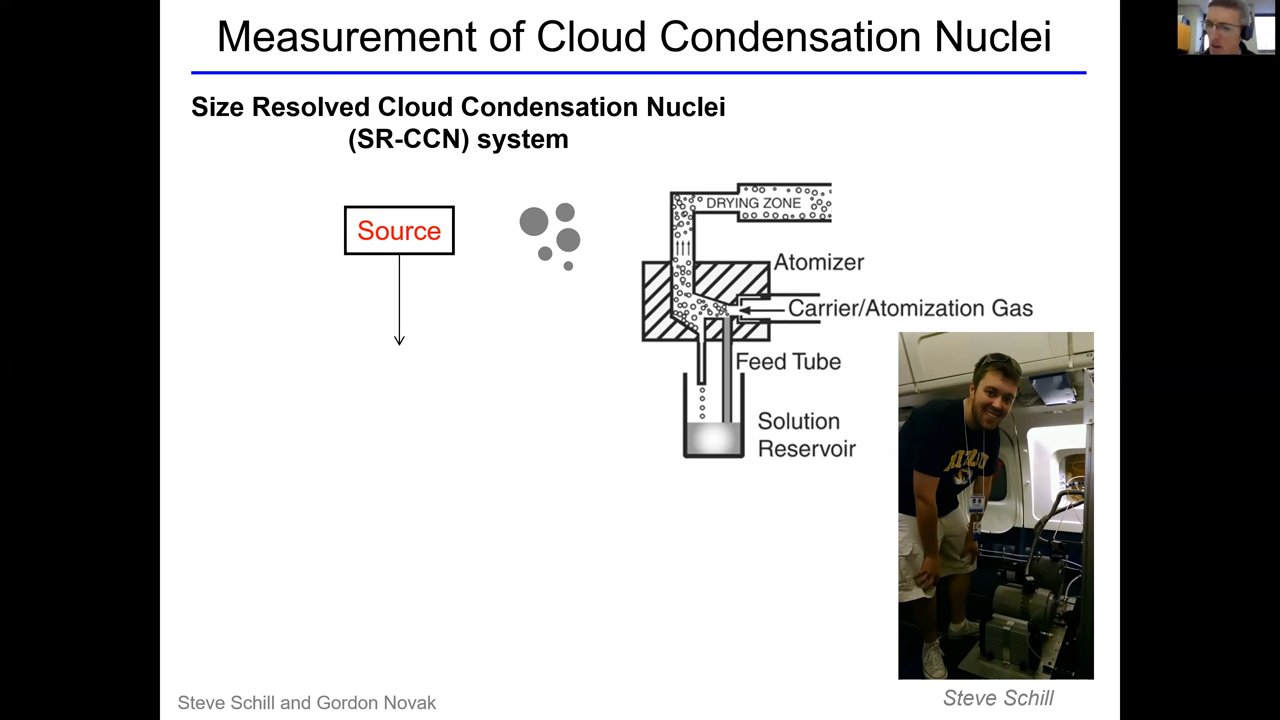 Measurement of Cloud Condensation Nuclei
Size Resolved Cloud Condensation Nuclei
(SR-CCN) system
Source
DRYING ZONE
Atomizer
Carrier/Atomization Gas
Feed Tube
Solution
Reservoir
Steve Schill and Gordon Novak
Steve Schill